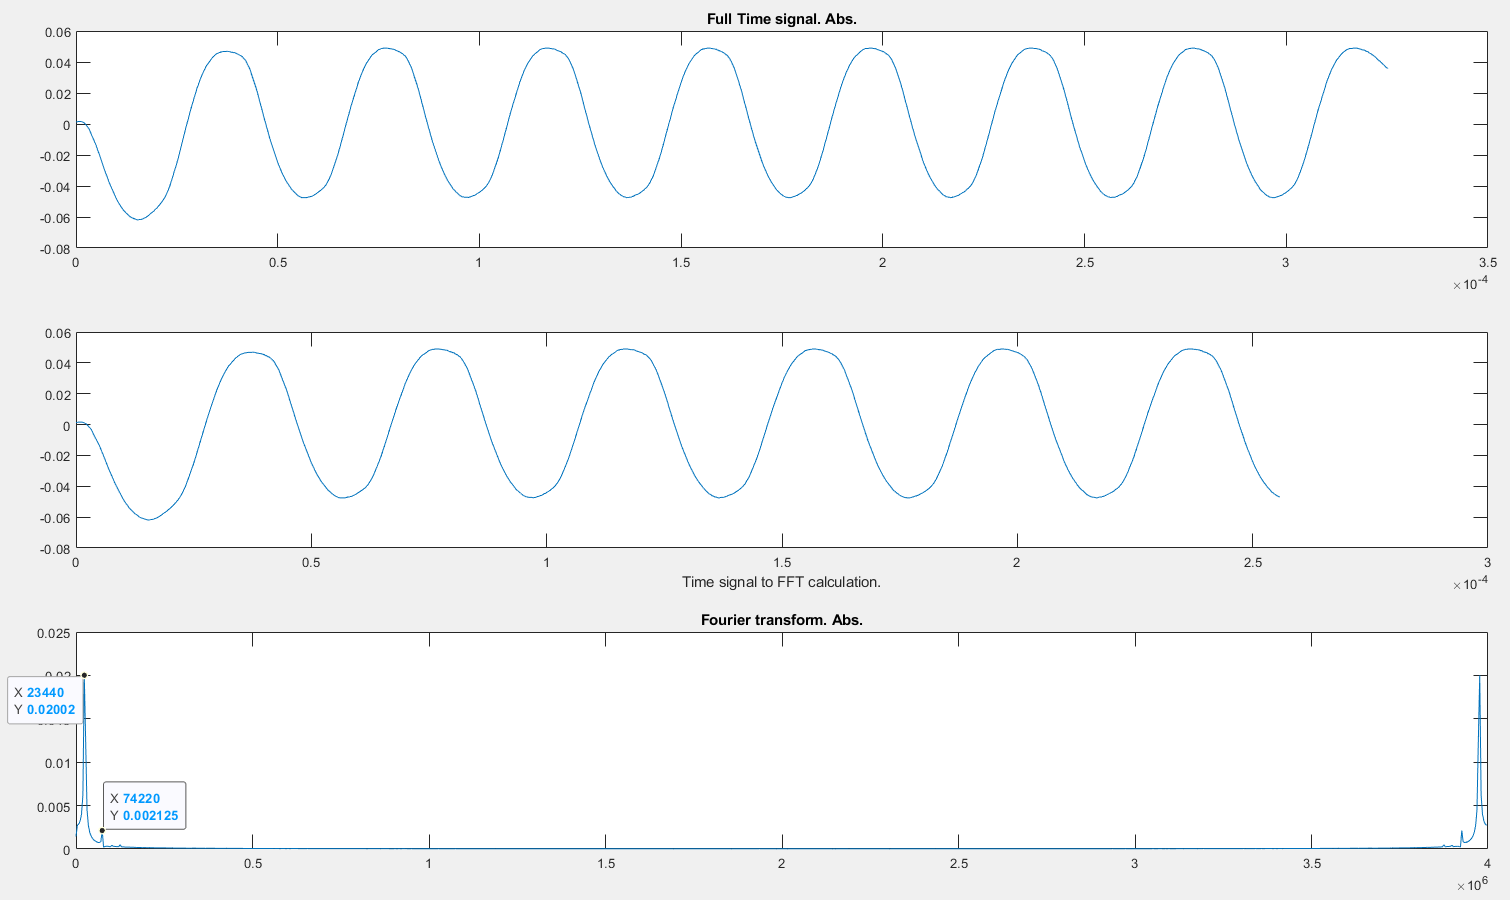 Full Time signal. Abs.
0.06
0.04
0.02
0
-0.02
-0.04
-0.06
-0.08
0 0.5 1 1.5 2 2.5 3 3.5
×10-4
0.06
0.04
0.02
0
-0.02
-0.04
-0.06
-0.08
0 0.5 1 1.5 2 2.5 3
Time signal to FFT calculation.
×10-4
Fourier transform. Abs.
0.025
X 23440
Y 0.02002
0.01
X 74220
Y 0.002125
0.005
0
0 0.5 1 1.5 2 2.5 3 3.5 4
×106